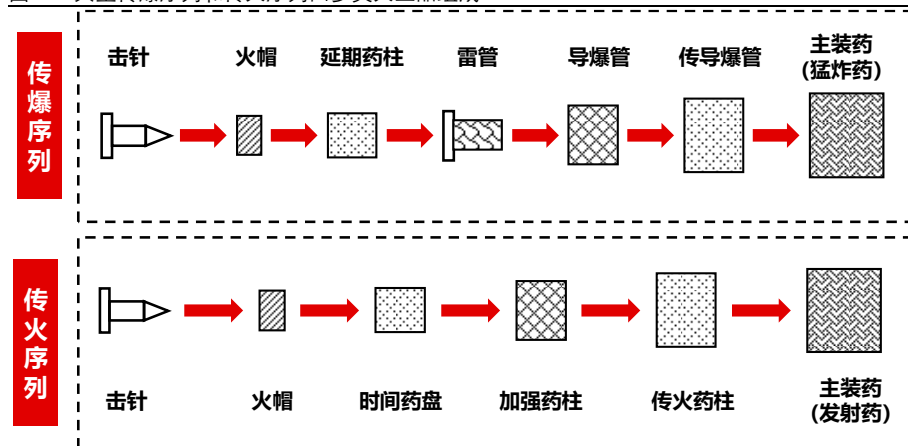 传爆序列
击针 火帽 延期药柱 雷管 导爆管 传导爆管 主装药
(猛炸药)
传火序列
击针 火帽 时间药盘 加强药柱 传火药柱 主装药
(发射药)